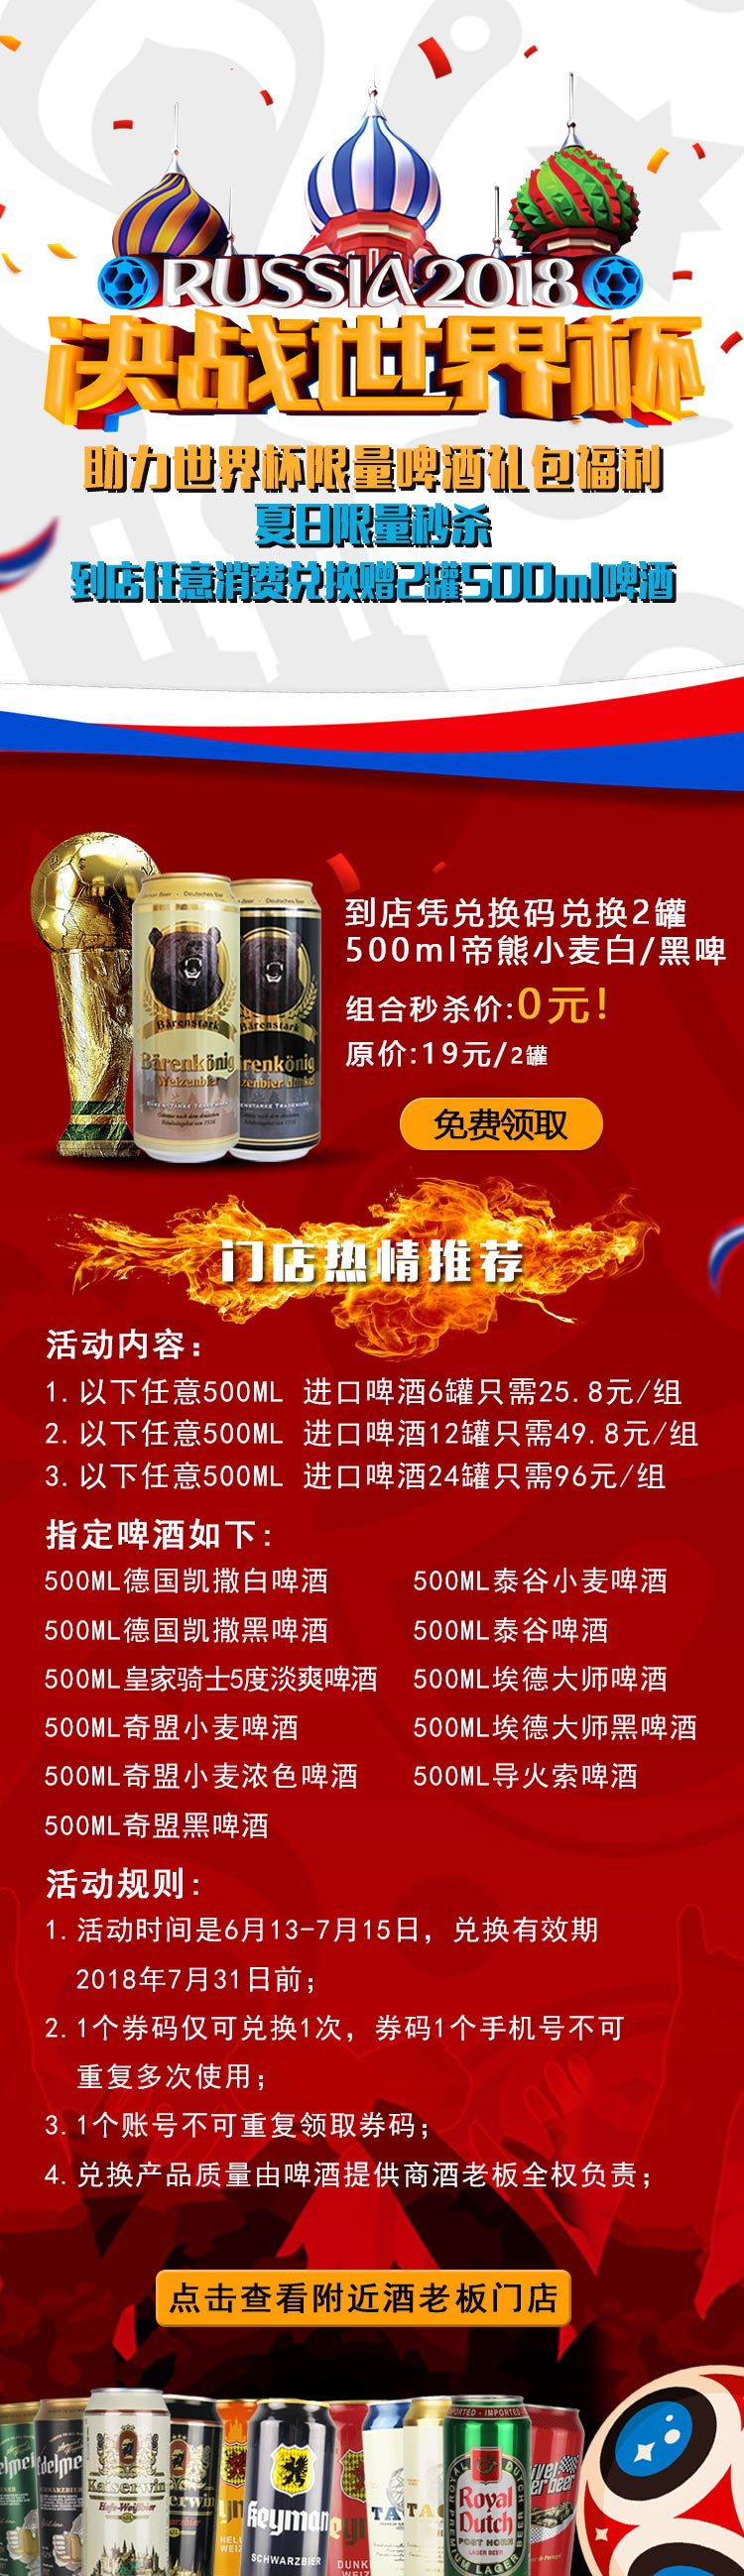 RUSSIA2018
决战世界杯
助力世界杯限量啤酒礼包福利
夏日限量秒杀
到店任意消费兑换赠2罐500ml啤酒
到店凭兑换码兑换2罐
500ml帝熊小麦白/黑啤
组合秒杀价:0元!
原价:19元/2罐
免费领取
Bärenstark
Bärenkönig
Weizenbier
门店热情推荐
活动内容：
1. 以下任意500ML 进口啤酒6罐只需25.8元/组
2. 以下任意500ML 进口啤酒12罐只需49.8元/组
3. 以下任意500ML 进口啤酒24罐只需96元/组
指定啤酒如下:
500ML德国凯撒白啤酒 500ML泰谷小麦啤酒
500ML德国凯撒黑啤酒 500ML泰谷啤酒
500ML皇家骑士5度淡爽啤酒 500ML埃德大师啤酒
500ML奇盟小麦啤酒 500ML埃德大师黑啤酒
500ML奇盟小麦浓色啤酒 500ML导火索啤酒
500ML奇盟黑啤酒
活动规则:
1. 活动时间是6月13-7月15日，兑换有效期
2018年7月31日前；
2. 1个券码仅可兑换1次，券码1个手机号不可
重复多次使用；
3. 1个账号不可重复领取券码；
4. 兑换产品质量由啤酒提供商酒老板全权负责；
点击查看附近酒老板门店
Kaiserwin
Hefe-Weißbier
keyman
SCHWARZBIER
Royal
Dutch
POST HORN
LAGER BEER